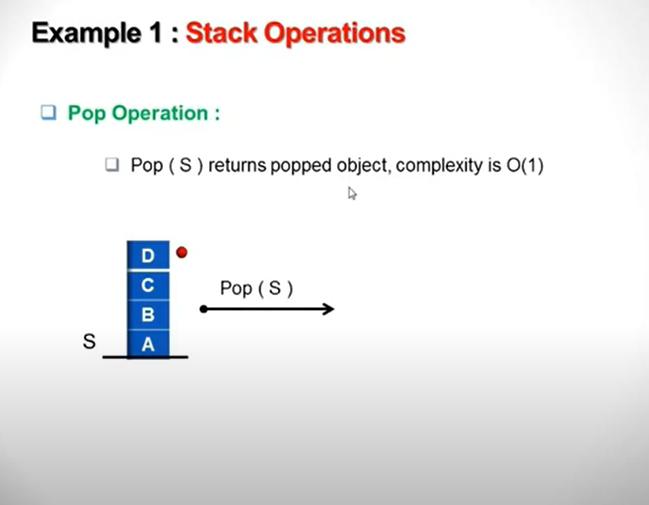 Example 1 : Stack Operations
Pop Operation :
Pop ( S ) returns popped object, complexity is O(1)
D
C
Pop ( S )
B
S
A